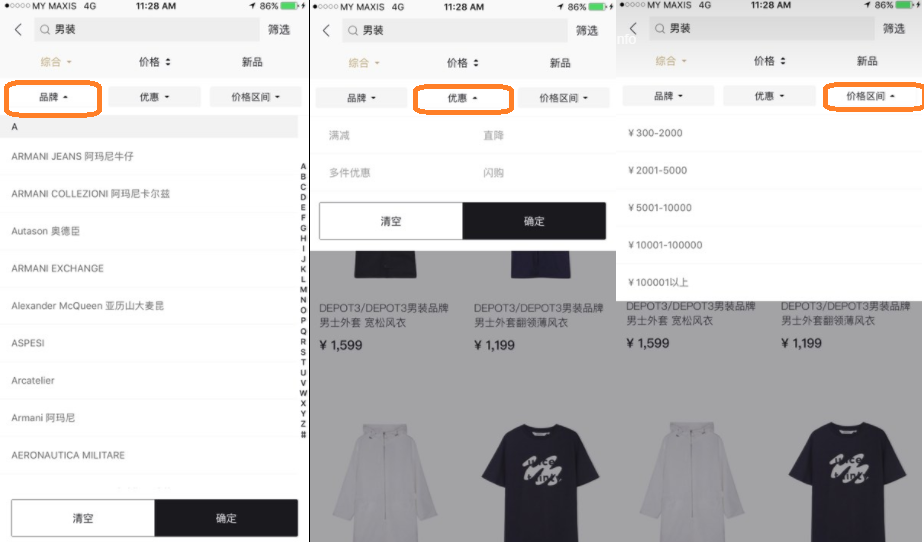 MY MAXIS 4G 11:28 AM 86%
男装 筛选
综合 价格 新品
品牌 优惠 价格区间
A
ARMANI JEANS 阿玛尼牛仔
ARMANI COLLEZIONI 阿玛尼卡尔兹
Autason 奥德臣
ARMANI EXCHANGE
Alexander McQueen 亚历山大麦昆
ASPESI
Arcatelier
Armani 阿玛尼
AERONAUTICA MILITARE
A
B
C
D
E
F
G
H
I
J
K
L
M
N
O
P
Q
R
S
T
U
V
W
X
Y
Z
#
清空 确定
MY MAXIS 4G 11:28 AM 86%
男装 筛选
综合 价格 新品
品牌 优惠 价格区间
满减 直降
多件优惠 闪购
清空 确定
DEPOT3/DEPOT3男装品牌
男士外套 宽松风衣
¥ 1,599
DEPOT3/DEPOT3男装品牌
男士外套翻领薄风衣
¥ 1,199
MY MAXIS 4G 11:28 AM 86%
男装 筛选
nfo
综合 价格 新品
品牌 优惠 价格区间
¥ 300-2000
¥ 2001-5000
¥ 5001-10000
¥ 10001-100000
¥ 100001以上
DEPOT3/DEPOT3男装品牌
男士外套 宽松风衣
¥ 1,599
DEPOT3/DEPOT3男装品牌
男士外套翻领薄风衣
¥ 1,199